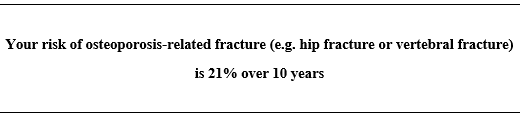 Your risk of osteoporosis-related fracture (e.g. hip fracture or vertebral fracture)
is 21% over 10 years